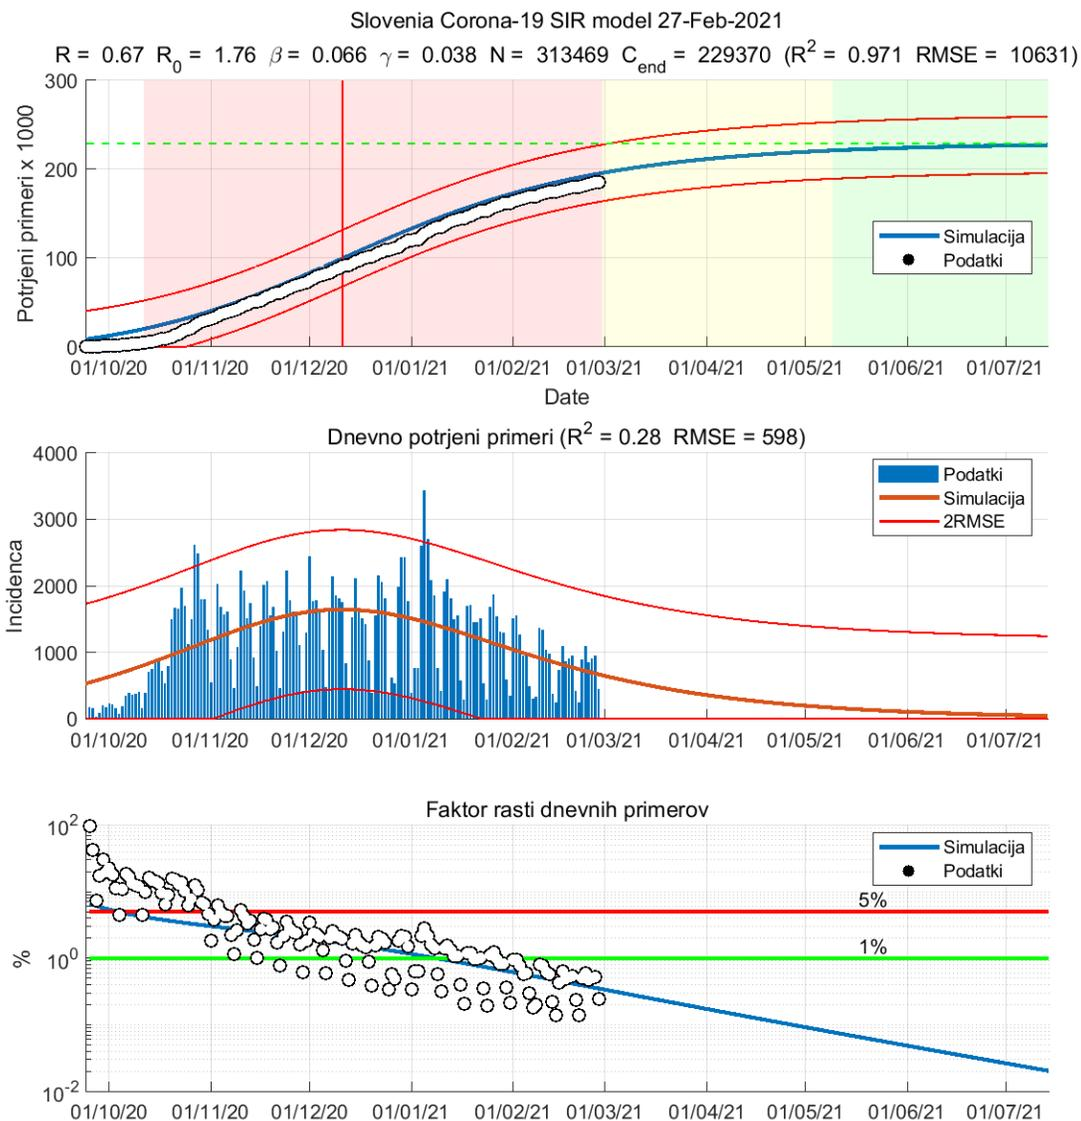 Slovenia Corona-19 SIR model 27-Feb-2021
R = 0.67 R0 = 1.76 β = 0.066 γ = 0.038 N = 313469 Cend = 229370 (R2 = 0.971 RMSE = 10631)
Potrjeni primeri x 1000
300
200
100
0
Simulacija
Podatki
01/10/20 01/11/20 01/12/20 01/01/21 01/02/21 01/03/21 01/04/21 01/05/21 01/06/21 01/07/21
Date
Dnevno potrjeni primeri (R2 = 0.28 RMSE = 598)
Incidenca
4000
3000
2000
1000
0
Podatki
Simulacija
2RMSE
01/10/20 01/11/20 01/12/20 01/01/21 01/02/21 01/03/21 01/04/21 01/05/21 01/06/21 01/07/21
Faktor rasti dnevnih primerov
%
10^2
10^0
10^-2
Simulacija
Podatki
5%
1%
01/10/20 01/11/20 01/12/20 01/01/21 01/02/21 01/03/21 01/04/21 01/05/21 01/06/21 01/07/21